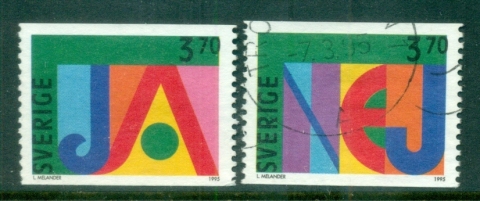 3 70
SVERIGE
JA
L. MELANDER 1995
3 70
SVERIGE
NEJ
L. MELANDER 1995